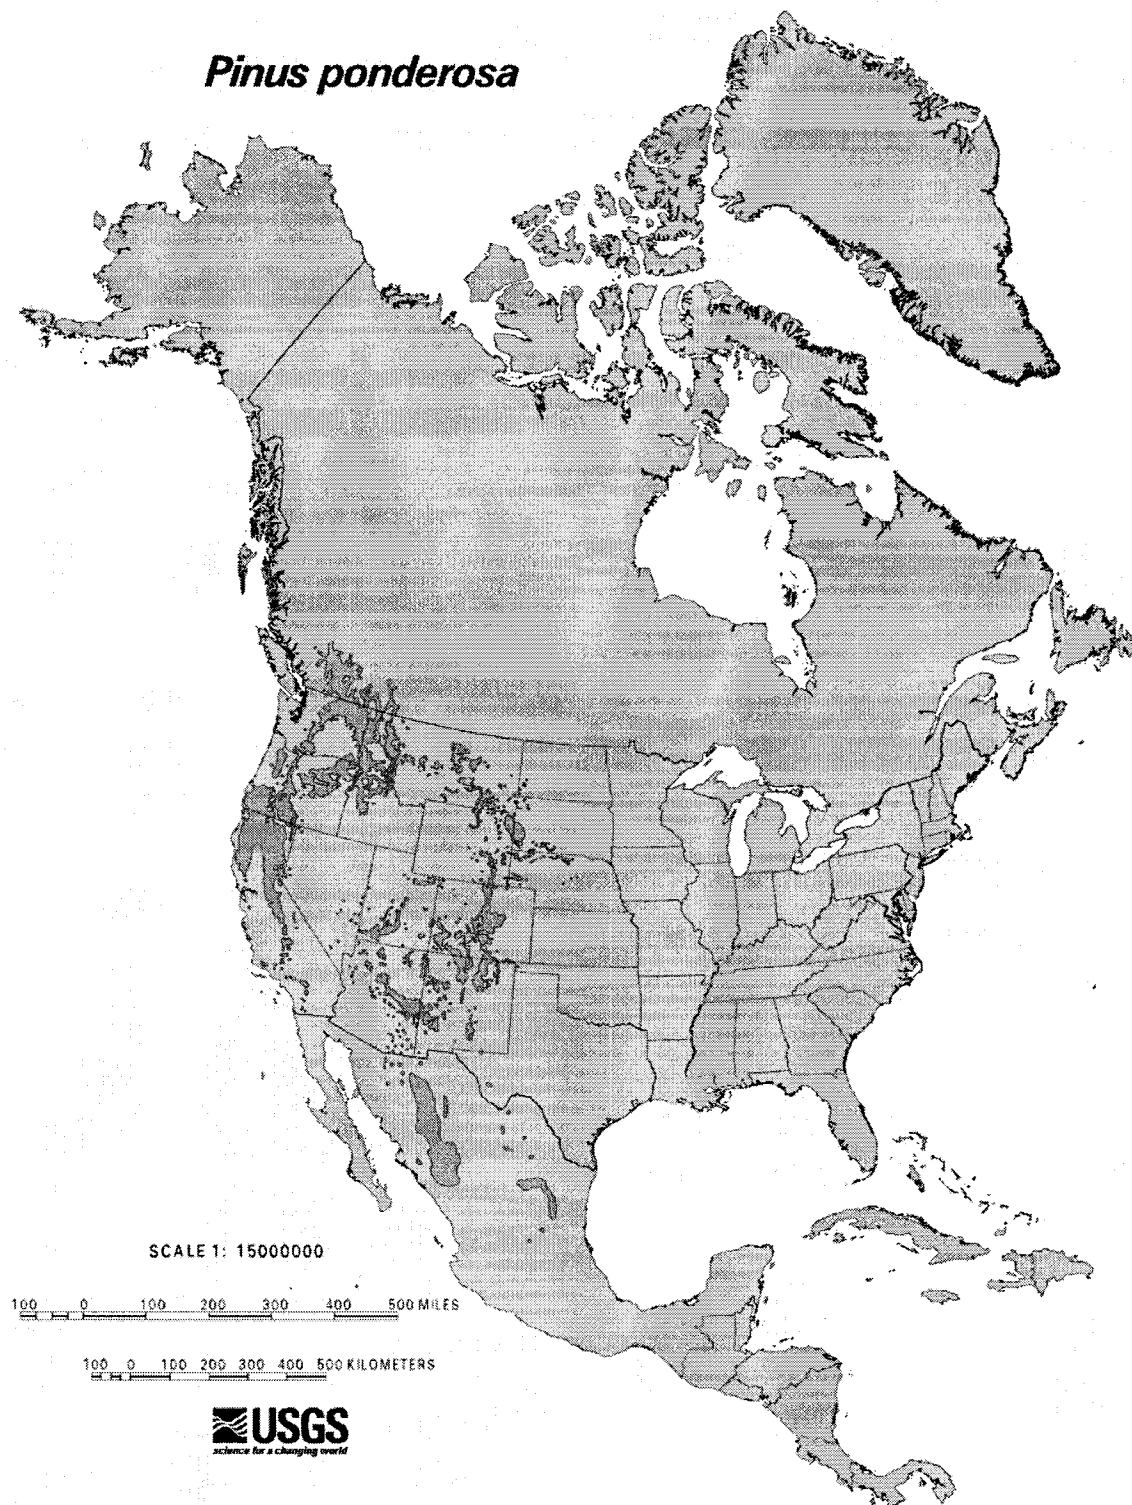 Pinus ponderosa
SCALE 1: 15000000
100 0 100 200 300 400 500 MILES
100 0 100 200 300 400 500 KILOMETERS
USGS
science for a changing world